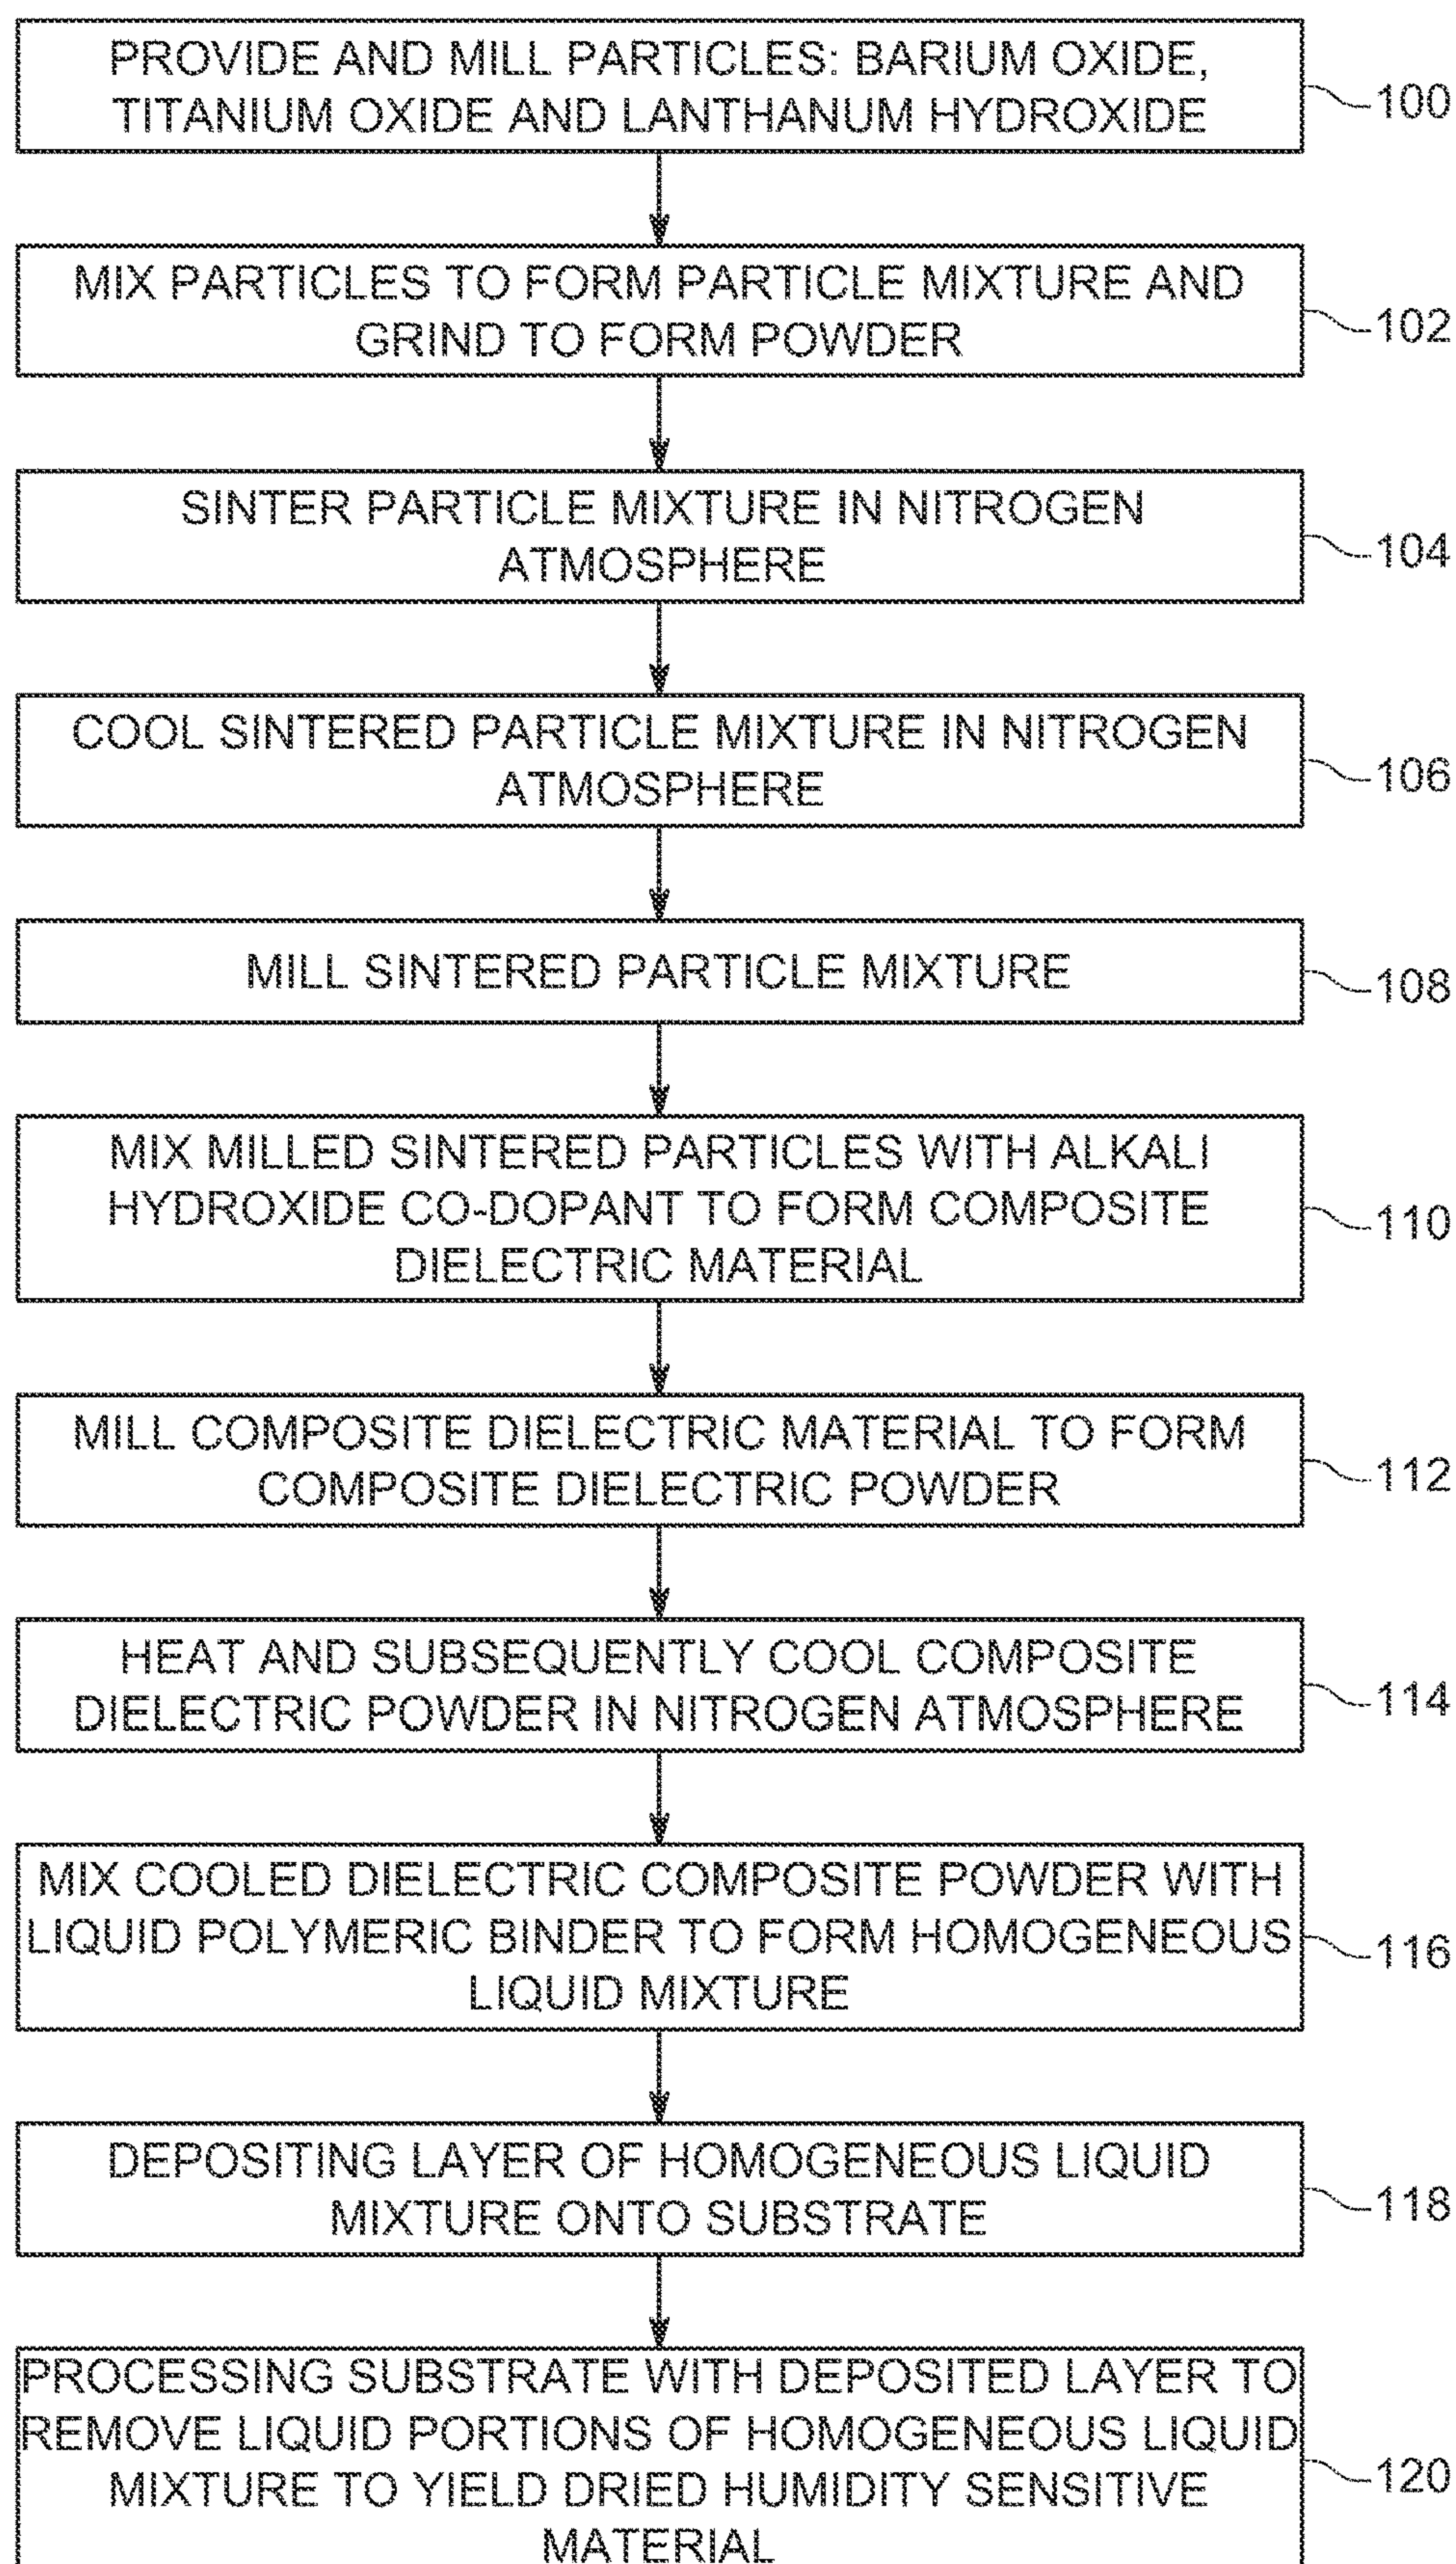 PROVIDE AND MILL PARTICLES: BARIUM OXIDE,
TITANIUM OXIDE AND LANTHANUM HYDROXIDE
100
MIX PARTICLES TO FORM PARTICLE MIXTURE AND
GRIND TO FORM POWDER
102
SINTER PARTICLE MIXTURE IN NITROGEN
ATMOSPHERE
104
COOL SINTERED PARTICLE MIXTURE IN NITROGEN
ATMOSPHERE
106
MILL SINTERED PARTICLE MIXTURE
108
MIX MILLED SINTERED PARTICLES WITH ALKALI
HYDROXIDE CO-DOPANT TO FORM COMPOSITE
DIELECTRIC MATERIAL
110
MILL COMPOSITE DIELECTRIC MATERIAL TO FORM
COMPOSITE DIELECTRIC POWDER
112
HEAT AND SUBSEQUENTLY COOL COMPOSITE
DIELECTRIC POWDER IN NITROGEN ATMOSPHERE
114
MIX COOLED DIELECTRIC COMPOSITE POWDER WITH
LIQUID POLYMERIC BINDER TO FORM HOMOGENEOUS
LIQUID MIXTURE
116
DEPOSITING LAYER OF HOMOGENEOUS LIQUID
MIXTURE ONTO SUBSTRATE
118
PROCESSING SUBSTRATE WITH DEPOSITED LAYER TO
REMOVE LIQUID PORTIONS OF HOMOGENEOUS LIQUID
MIXTURE TO YIELD DRIED HUMIDITY SENSITIVE
MATERIAL
120